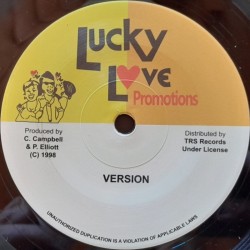 Lucky
Love
Promotions
Produced by
C. Campbell
& P. Elliott
(C) 1998
Distributed by
TRS Records
Under License
VERSION
UNAUTHORIZED DUPLICATION IS A VIOLATION OF APPLICABLE LAWS